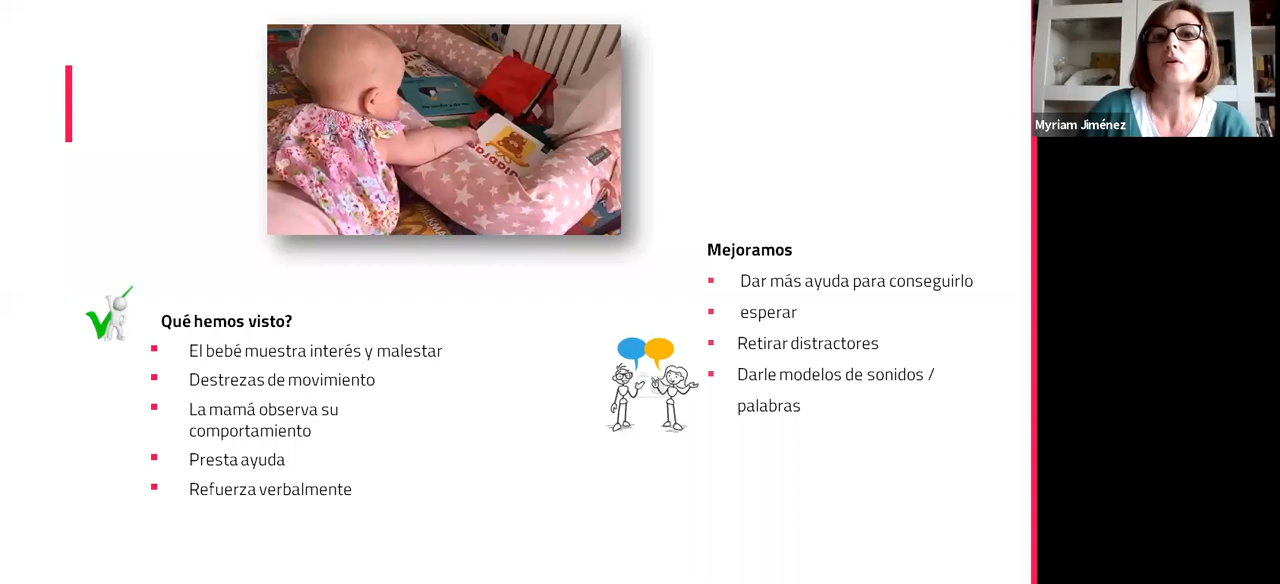 Myriam Jiménez
Mejoramos
Dar más ayuda para conseguirlo
esperar
Retirar distractores
Darle modelos de sonidos /
palabras
Qué hemos visto?
El bebé muestra interés y malestar
Destrezas de movimiento
La mamá observa su
comportamiento
Presta ayuda
Refuerza verbalmente